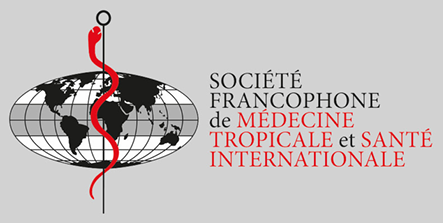 SOCIÉTÉ
FRANCOPHONE
de MÉDECINE
TROPICALE et SANTÉ
INTERNATIONALE